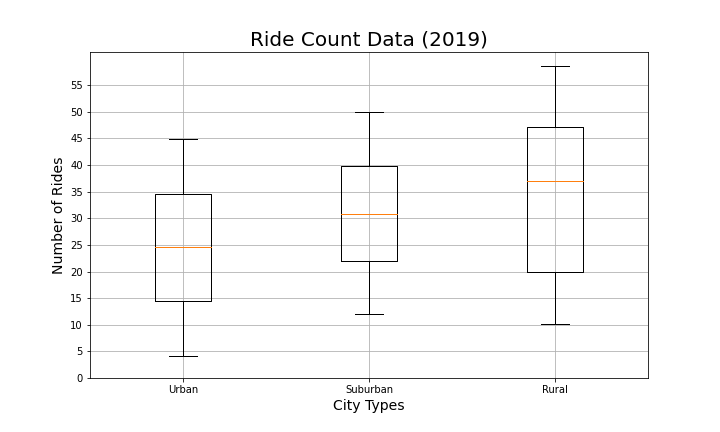 Ride Count Data (2019)
Number of Rides
55
50
45
40
35
30
25
20
15
10
5
0
Urban
Suburban
Rural
City Types